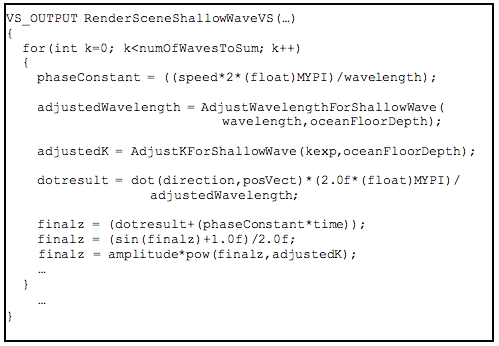 VS_OUTPUT RenderSceneShallowWaveVS(…)
{
for(int k=0; k<numOfWavesToSum; k++)
{
phaseConstant = ((speed*2*(float)MYPI)/wavelength);
adjustedWavelength = AdjustWavelengthForShallowWave(
wavelength,oceanFloorDepth);
adjustedK = AdjustKForShallowWave(kexp,oceanFloorDepth);
dotresult = dot(direction,posVect)*(2.0f*(float)MYPI)/
adjustedWavelength;
finalz = (dotresult+(phaseConstant*time));
finalz = (sin(finalz)+1.0f)/2.0f;
finalz = amplitude*pow(finalz,adjustedK);
…
}
…
}